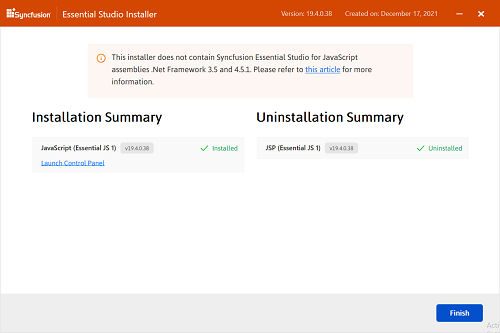 Syncfusion Essential Studio Installer Version: 19.4.0.38 Created on: December 17, 2021
This installer does not contain Syncfusion Essential Studio for JavaScript
assemblies .Net Framework 3.5 and 4.5.1. Please refer to this article for more
information.
Installation Summary
JavaScript (Essential JS 1) v19.4.0.38 Installed
Launch Control Panel
Uninstallation Summary
JSP (Essential JS 1) v19.4.0.38 Uninstalled
Finish
Acti